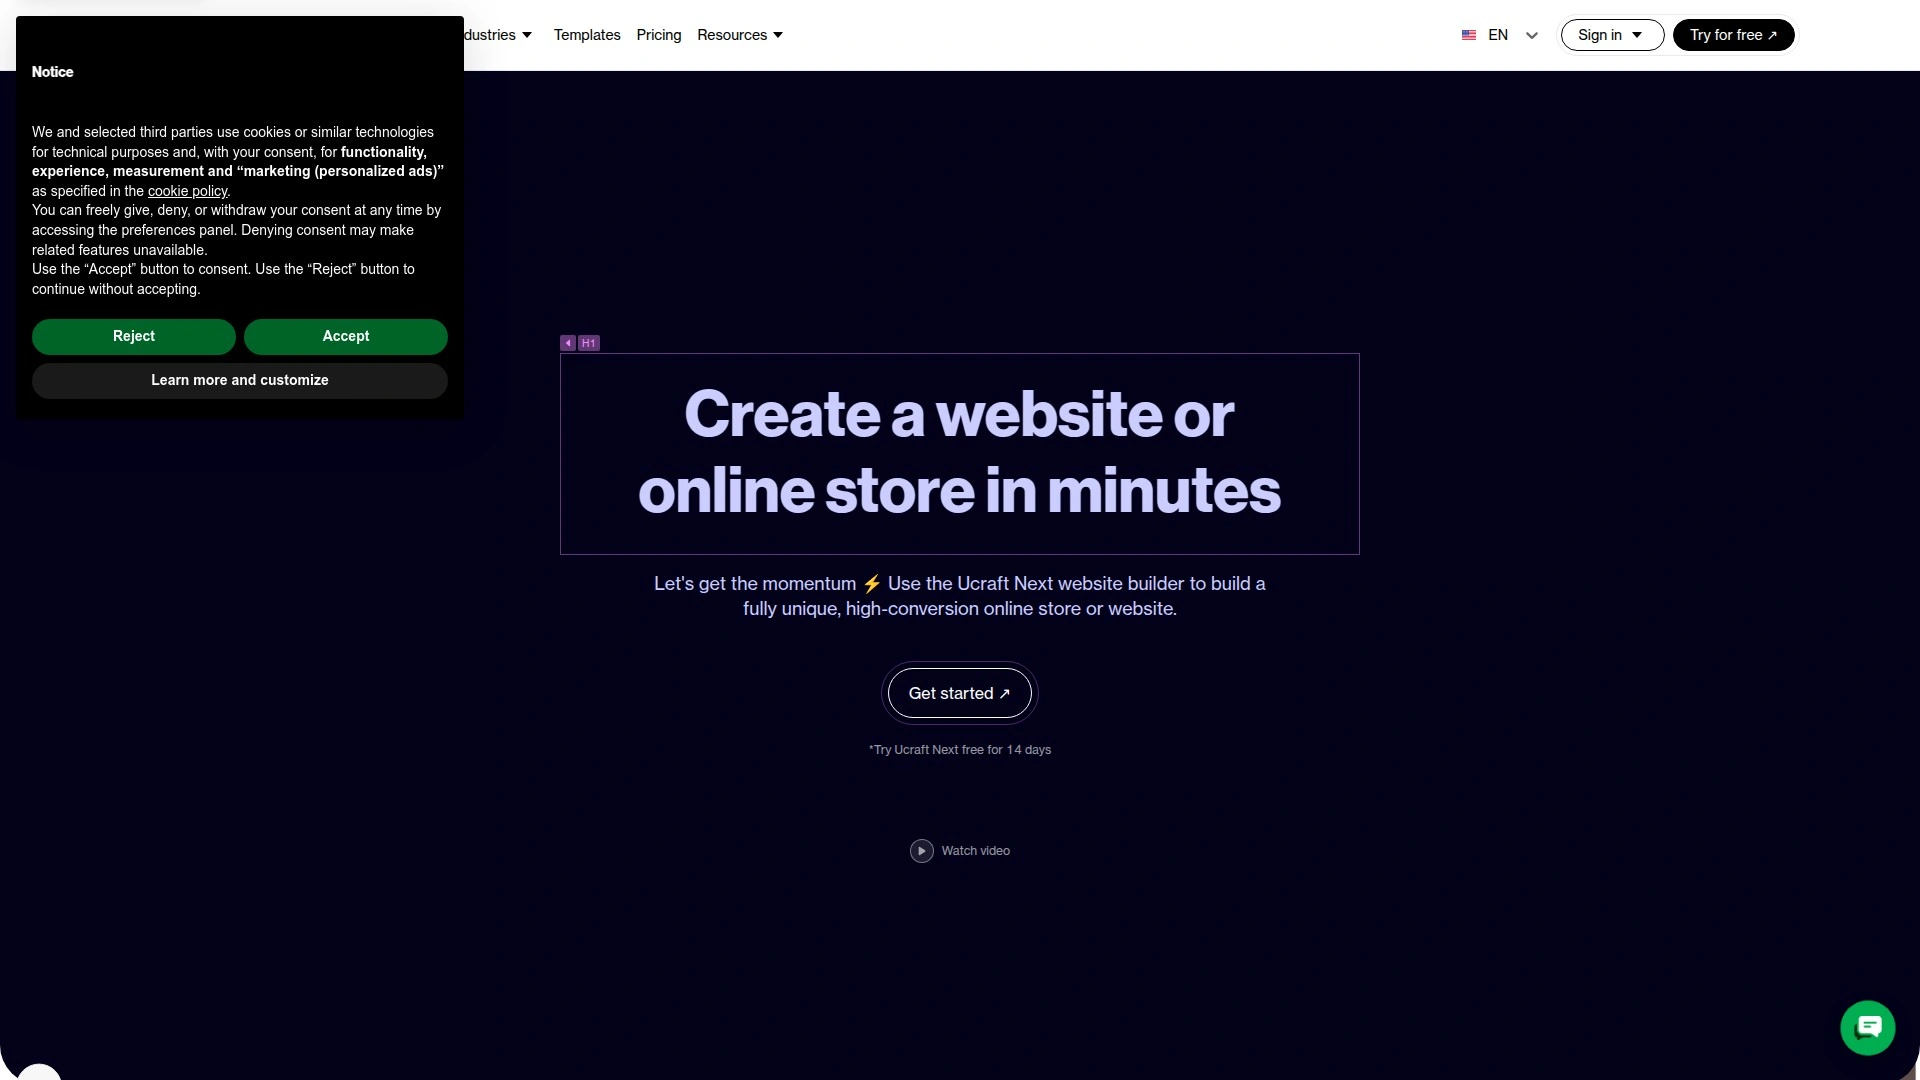 Notice
We and selected third parties use cookies or similar technologies
for technical purposes and, with your consent, for functionality,
experience, measurement and “marketing (personalized ads)”
as specified in the cookie policy.
You can freely give, deny, or withdraw your consent at any time by
accessing the preferences panel. Denying consent may make
related features unavailable.
Use the “Accept” button to consent. Use the “Reject” button to
continue without accepting.
Reject
Accept
Learn more and customize
Templates
Pricing
Resources
EN
Sign in
Try for free ↗
H1
Create a website or
online store in minutes
Let's get the momentum ⚡ Use the Ucraft Next website builder to build a
fully unique, high-conversion online store or website.
Get started ↗
*Try Ucraft Next free for 14 days
Watch video